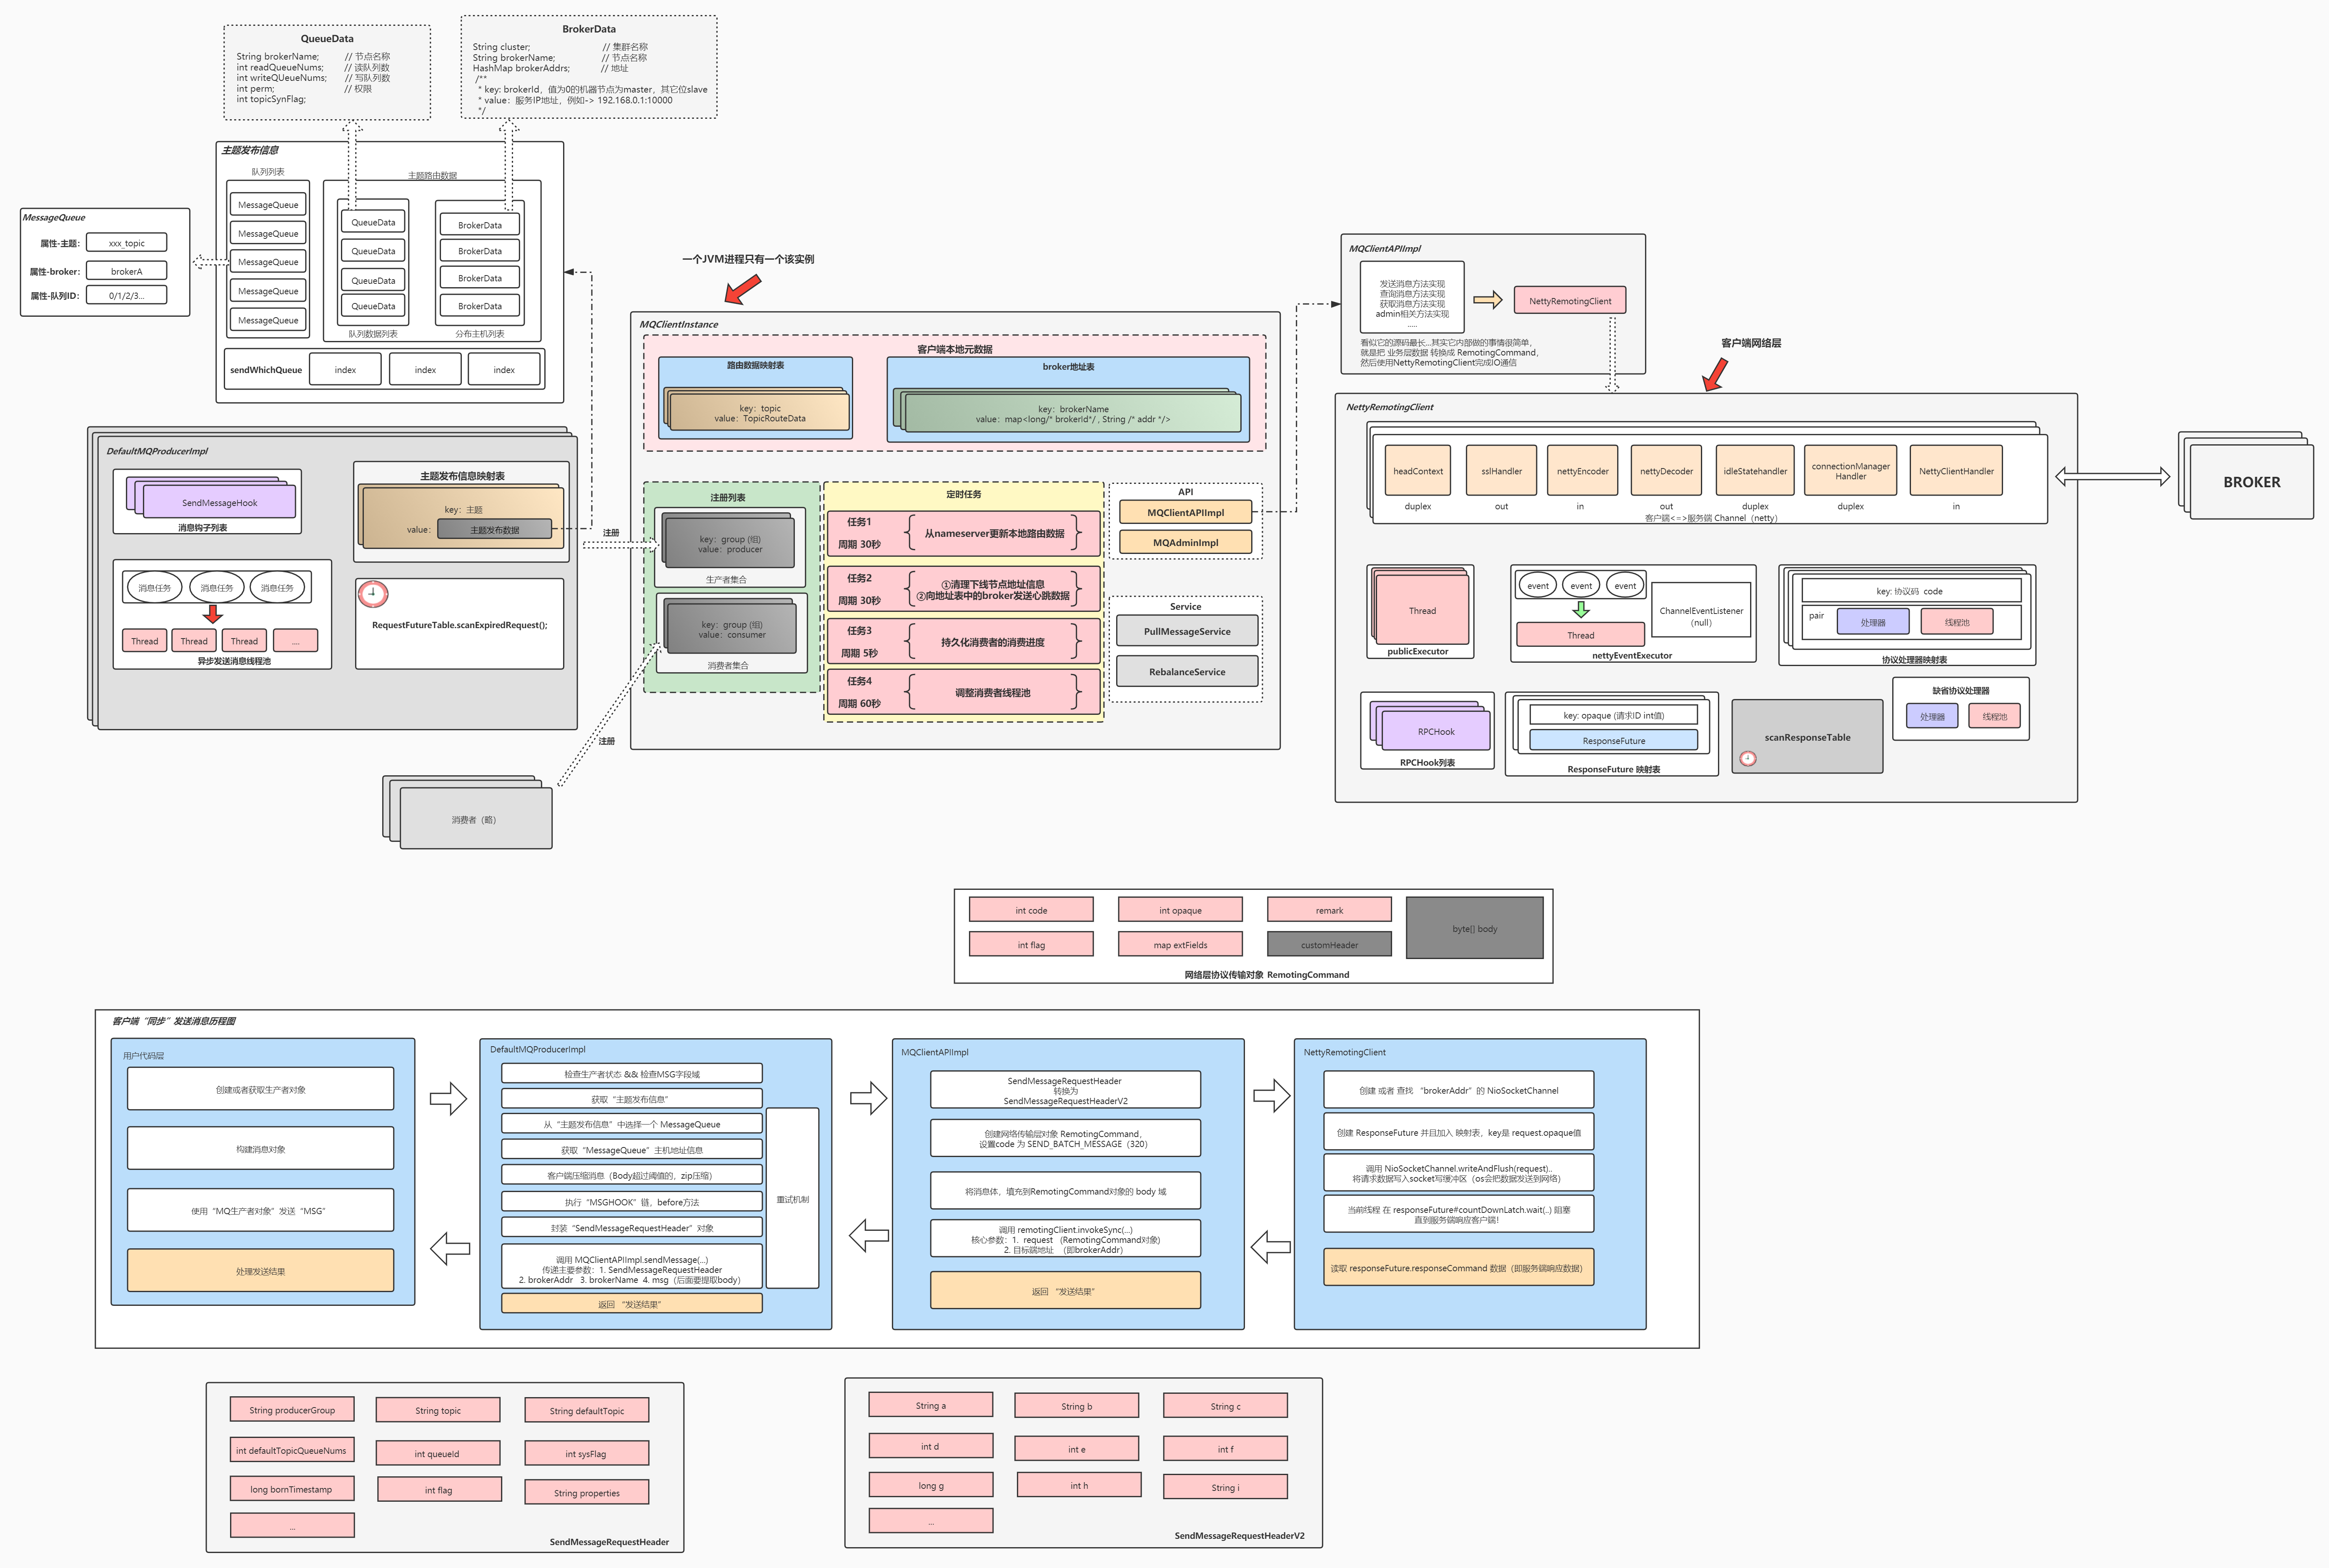 QueueData
String brokerName; // 节点名称
int readQueueNums; // 读队列数
int writeQUeueNums; // 写队列数
int perm; // 权限
int topicSynFlag;
BrokerData
String cluster; // 集群名称
String brokerName; // 节点名称
HashMap brokerAddrs; // 地址
/**
* key: brokerId，值为0的机器节点为master，其它位slave
* value：服务IP地址，例如-> 192.168.0.1:10000
*/
主题发布信息
队列列表
MessageQueue
MessageQueue
MessageQueue
MessageQueue
MessageQueue
主题路由数据
QueueData
QueueData
QueueData
QueueData
队列数据列表
BrokerData
BrokerData
BrokerData
BrokerData
分布主机列表
sendWhichQueue
index
index
index
MessageQueue
属性-主题：
xxx_topic
属性-broker：
brokerA
属性-队列ID：
0/1/2/3...
DefaultMQProducerImpl
SendMessageHook
消息钩子列表
主题发布信息映射表
key：主题
value：
主题发布数据
消息任务
消息任务
消息任务
Thread
Thread
Thread
....
异步发送消息线程池
RequestFutureTable.scanExpiredRequest();
注册
注册
消费者（略）
一个JVM进程只有一个该实例
MQClientInstance
客户端本地元数据
路由数据映射表
key：topic
value：TopicRouteData
broker地址表
key：brokerName
value：map<long/* brokerId*/ , String /* addr */>
注册列表
key：group (组)
value：producer
生产者集合
key：group (组)
value：consumer
消费者集合
定时任务
任务1
周期 30秒
从nameserver更新本地路由数据
任务2
周期 30秒
①清理下线节点地址信息
②向地址表中的broker发送心跳数据
任务3
周期 5秒
持久化消费者的消费进度
任务4
周期 60秒
调整消费者线程池
API
MQClientAPIImpl
MQAdminImpl
Service
PullMessageService
RebalanceService
MQClientAPIImpl
发送消息方法实现
查询消息方法实现
获取消息方法实现
admin相关方法实现
.....
NettyRemotingClient
看似它的源码最长...其实它内部做的事情很简单，
就是把 业务层数据 转换成 RemotingCommand，
然后使用NettyRemotingClient完成IO通信
客户端网络层
NettyRemotingClient
headContext
sslHandler
nettyEncoder
nettyDecoder
idleStatehandler
connectionManager
Handler
NettyClientHandler
duplex
out
in
out
duplex
duplex
in
客户端<=>服务端 Channel（netty）
BROKER
Thread
publicExecutor
event
event
event
Thread
ChannelEventListener
（null）
nettyEventExecutor
key: 协议码 code
pair
处理器
线程池
协议处理器映射表
RPCHook
RPCHook列表
key: opaque (请求ID int值)
ResponseFuture
ResponseFuture 映射表
scanResponseTable
缺省协议处理器
处理器
线程池
int code
int opaque
remark
byte[] body
int flag
map extFields
customHeader
网络层协议传输对象 RemotingCommand
客户端 “同步” 发送消息历程图
用户代码层
创建或者获取生产者对象
构建消息对象
使用 “MQ生产者对象” 发送 “MSG”
处理发送结果
DefaultMQProducerImpl
检查生产者状态 && 检查MSG字段域
获取 “主题发布信息”
从 “主题发布信息” 中选择一个 MessageQueue
获取 “MessageQueue” 主机地址信息
客户端压缩消息（Body超过阈值的，zip压缩）
执行 “MSGHOOK” 链，before方法
封装 “SendMessageRequestHeader” 对象
调用 MQClientAPIImpl.sendMessage(...)
传递主要参数：1. SendMessageRequestHeader
2. brokerAddr 3. brokerName 4. msg（后面要提取body）
重试机制
返回 “发送结果”
MQClientAPIImpl
SendMessageRequestHeader
转换为
SendMessageRequestHeaderV2
创建网络传输层对象 RemotingCommand，
设置code 为 SEND_BATCH_MESSAGE（320）
将消息体，填充到RemotingCommand对象的 body 域
调用 remotingClient.invokeSync(...)
核心参数：1. request （RemotingCommand对象)
2. 目标端地址 （即brokerAddr）
返回 “发送结果”
NettyRemotingClient
创建 或者 查找 “brokerAddr” 的 NioSocketChannel
创建 ResponseFuture 并且加入 映射表，key是 request.opaque值
调用 NioSocketChannel.writeAndFlush(request)..
将请求数据写入socket写缓冲区（os会把数据发送到网络）
当前线程 在 responseFuture#countDownLatch.wait(..) 阻塞
直到服务端响应客户端！
读取 responseFuture.responseCommand 数据（即服务端响应数据）
String producerGroup
String topic
String defaultTopic
int defaultTopicQueueNums
int queueId
int sysFlag
long bornTimestamp
int flag
String properties
...
SendMessageRequestHeader
String a
String b
String c
int d
int e
int f
long g
int h
String i
...
SendMessageRequestHeaderV2